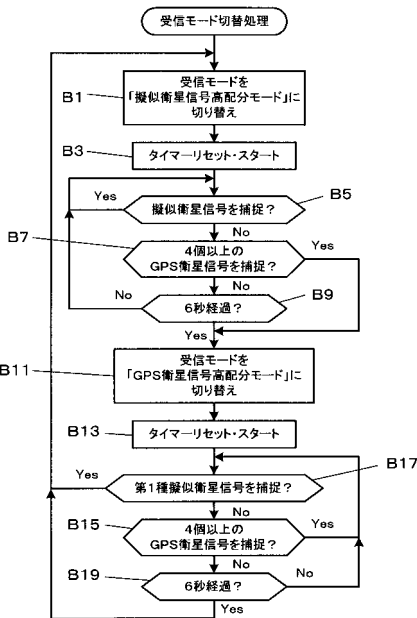 受信モード切替処理
B1
受信モードを
「擬似衛星信号高配分モード」に
切り替え
B3
タイマーリセット・スタート
Yes
B5
擬似衛星信号を捕捉?
No
B7
4個以上の
GPS衛星信号を捕捉?
Yes
No
No
6秒経過?
B9
Yes
B11
受信モードを
「GPS衛星信号高配分モード」に
切り替え
B13
タイマーリセット・スタート
Yes
B17
第1種擬似衛星信号を捕捉?
No
B15
4個以上の
GPS衛星信号を捕捉?
Yes
No
B19
6秒経過?
No
Yes